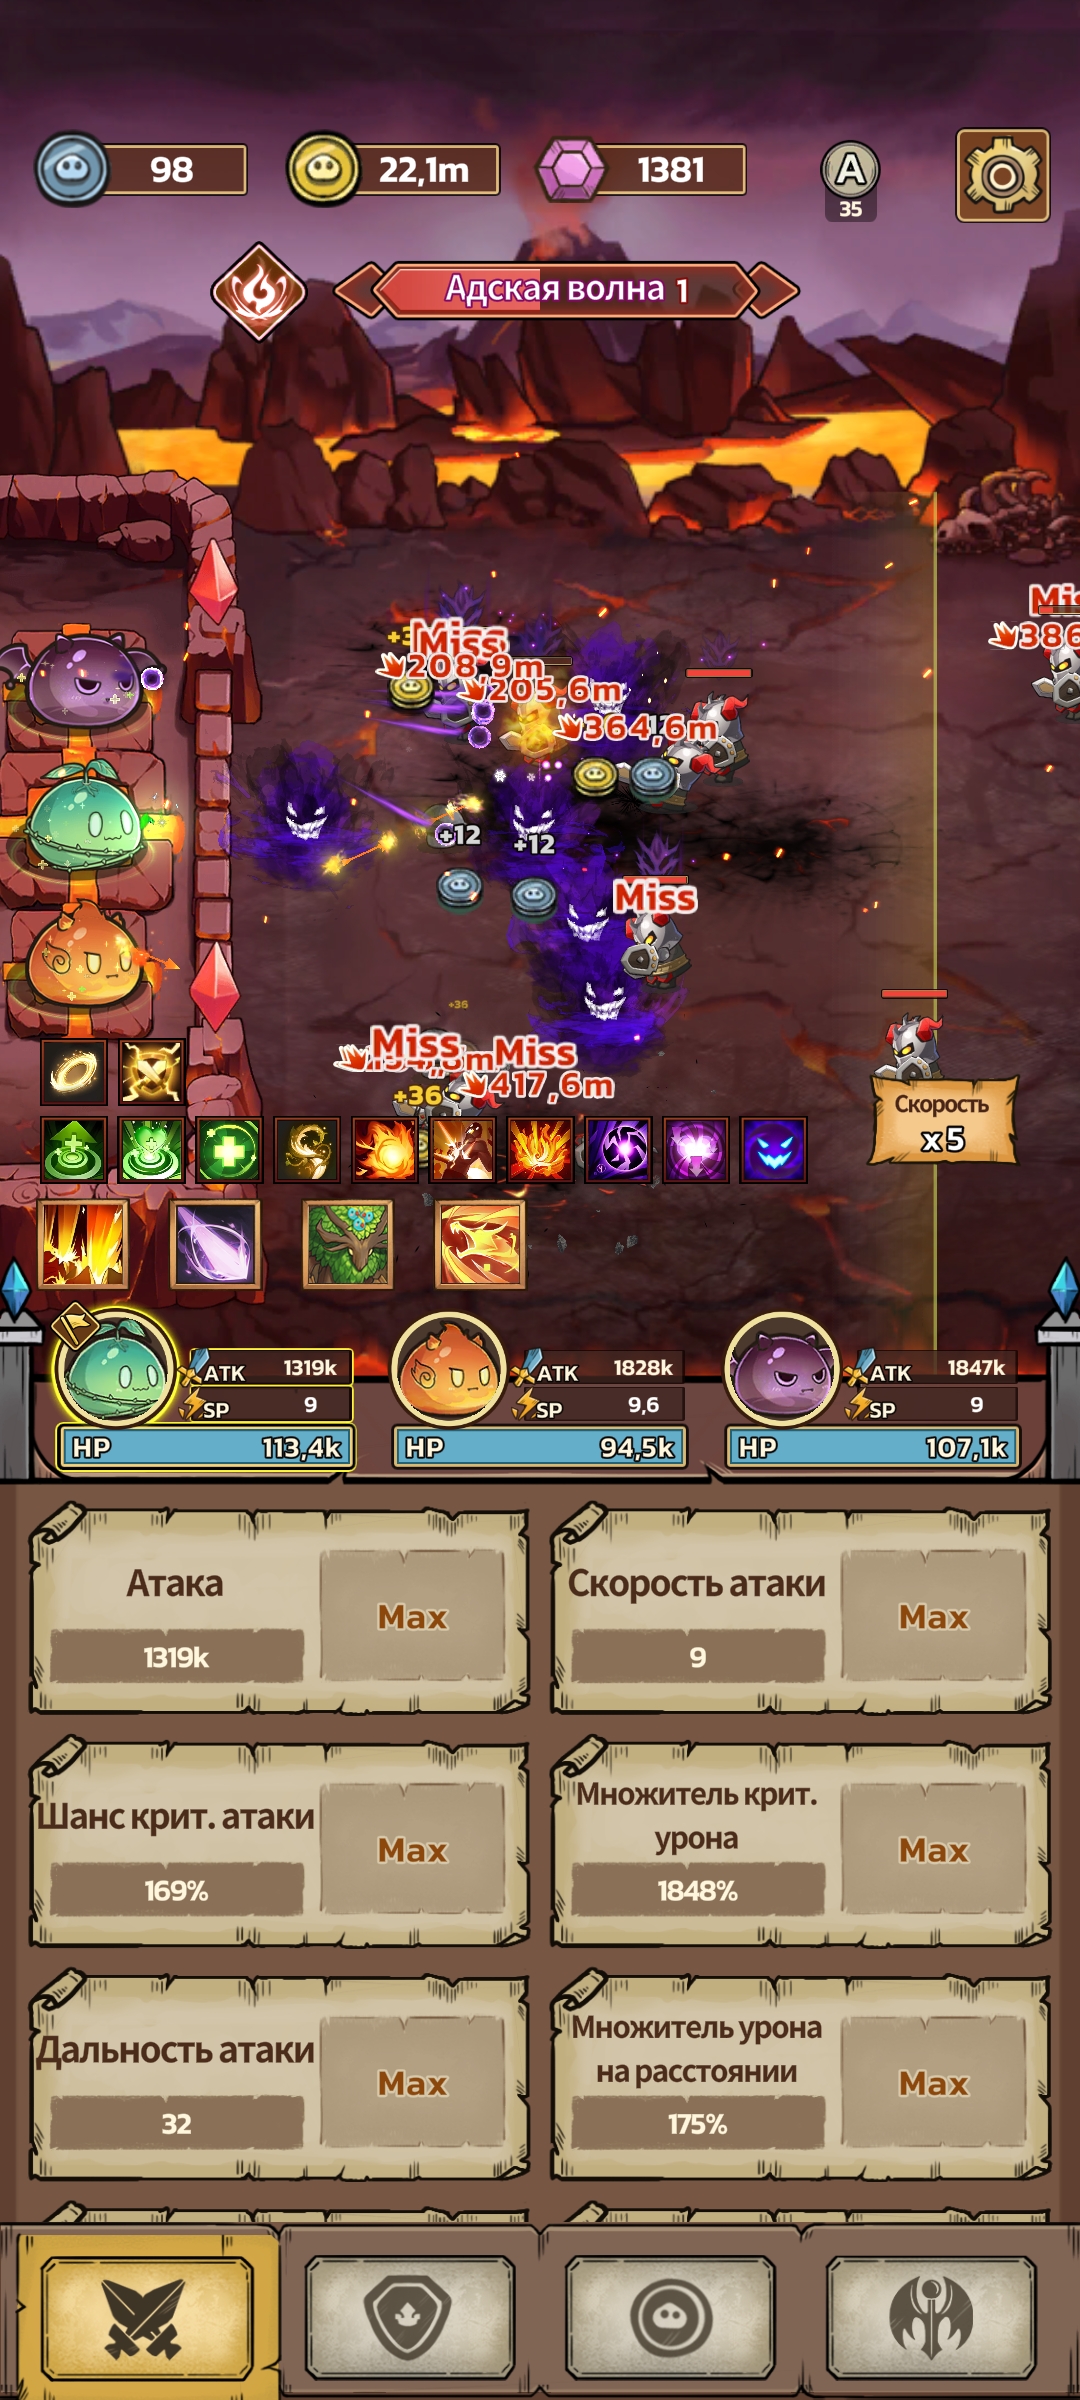 98
22,1m
1381
A
35
Адская волна 1
Miss
208,9m
205,6m
364,6m
386
+12
+12
Miss
+36
Miss
Miss
417,6m
+36
Скорость
x5
ATK 1319k
SP 9
HP 113,4k
ATK 1828k
SP 9,6
HP 94,5k
ATK 1847k
SP 9
HP 107,1k
Атака
1319k
Max
Скорость атаки
9
Max
Шанс крит. атаки
169%
Max
Множитель крит.
урона
1848%
Max
Дальность атаки
32
Max
Множитель урона
на расстоянии
175%
Max